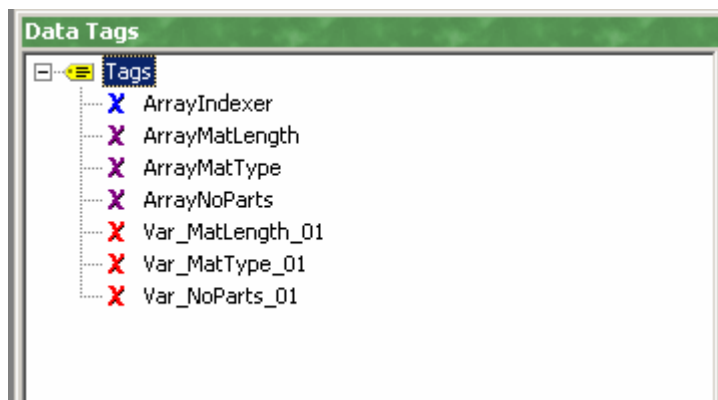 Data Tags
Tags
ArrayIndexer
ArrayMatLength
ArrayMatType
ArrayNoParts
Var_MatLength_01
Var_MatType_01
Var_NoParts_01